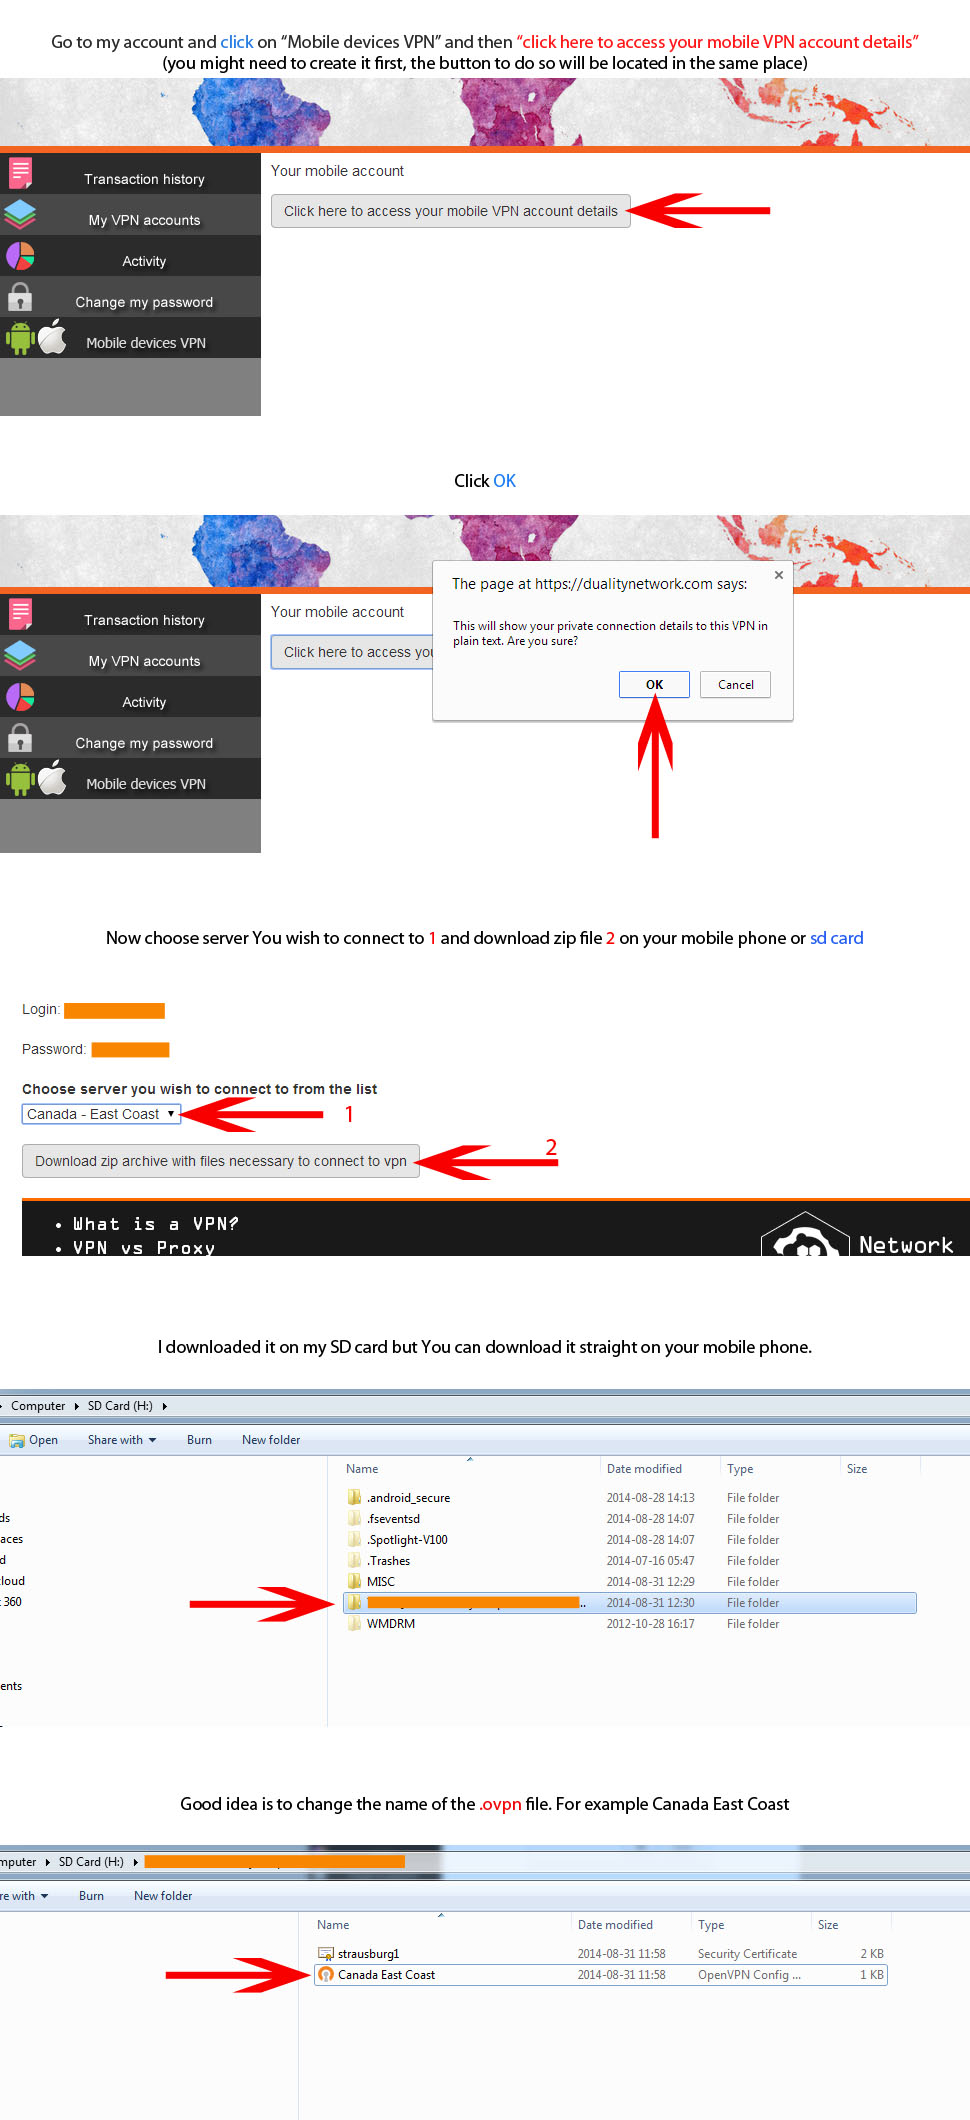 Go to my account and click on “Mobile devices VPN” and then “click here to access your mobile VPN account details”
(you might need to create it first, the button to do so will be located in the same place)
Transaction history
My VPN accounts
Activity
Change my password
Mobile devices VPN
Your mobile account
Click here to access your mobile VPN account details
Click OK
Transaction history
My VPN accounts
Activity
Change my password
Mobile devices VPN
Your mobile account
Click here to access you
The page at https://dualitynetwork.com says:
This will show your private connection details to this VPN in
plain text. Are you sure?
OK Cancel
Now choose server You wish to connect to 1 and download zip file 2 on your mobile phone or sd card
Login:
Password:
Choose server you wish to connect to from the list
Canada - East Coast 1
Download zip archive with files necessary to connect to vpn 2
• What is a VPN?
• VPN vs Proxy
Network
I downloaded it on my SD card but You can download it straight on your mobile phone.
Computer SD Card (H:)
Open Share with Burn New folder
Name Date modified Type Size
.android_secure 2014-08-28 14:13 File folder
.fseventsd 2014-08-28 14:07 File folder
.Spotlight-V100 2014-08-28 14:07 File folder
.Trashes 2014-07-16 05:47 File folder
MISC 2014-08-31 12:29 File folder
.. 2014-08-31 12:30 File folder
WMDRM 2012-10-28 16:17 File folder
ds
aces
d
cloud
360
ents
Good idea is to change the name of the .ovpn file. For example Canada East Coast
mputer SD Card (H:)
re with Burn New folder
Name Date modified Type Size
strausburg1 2014-08-31 11:58 Security Certificate 2 KB
Canada East Coast 2014-08-31 11:58 OpenVPN Config ... 1 KB